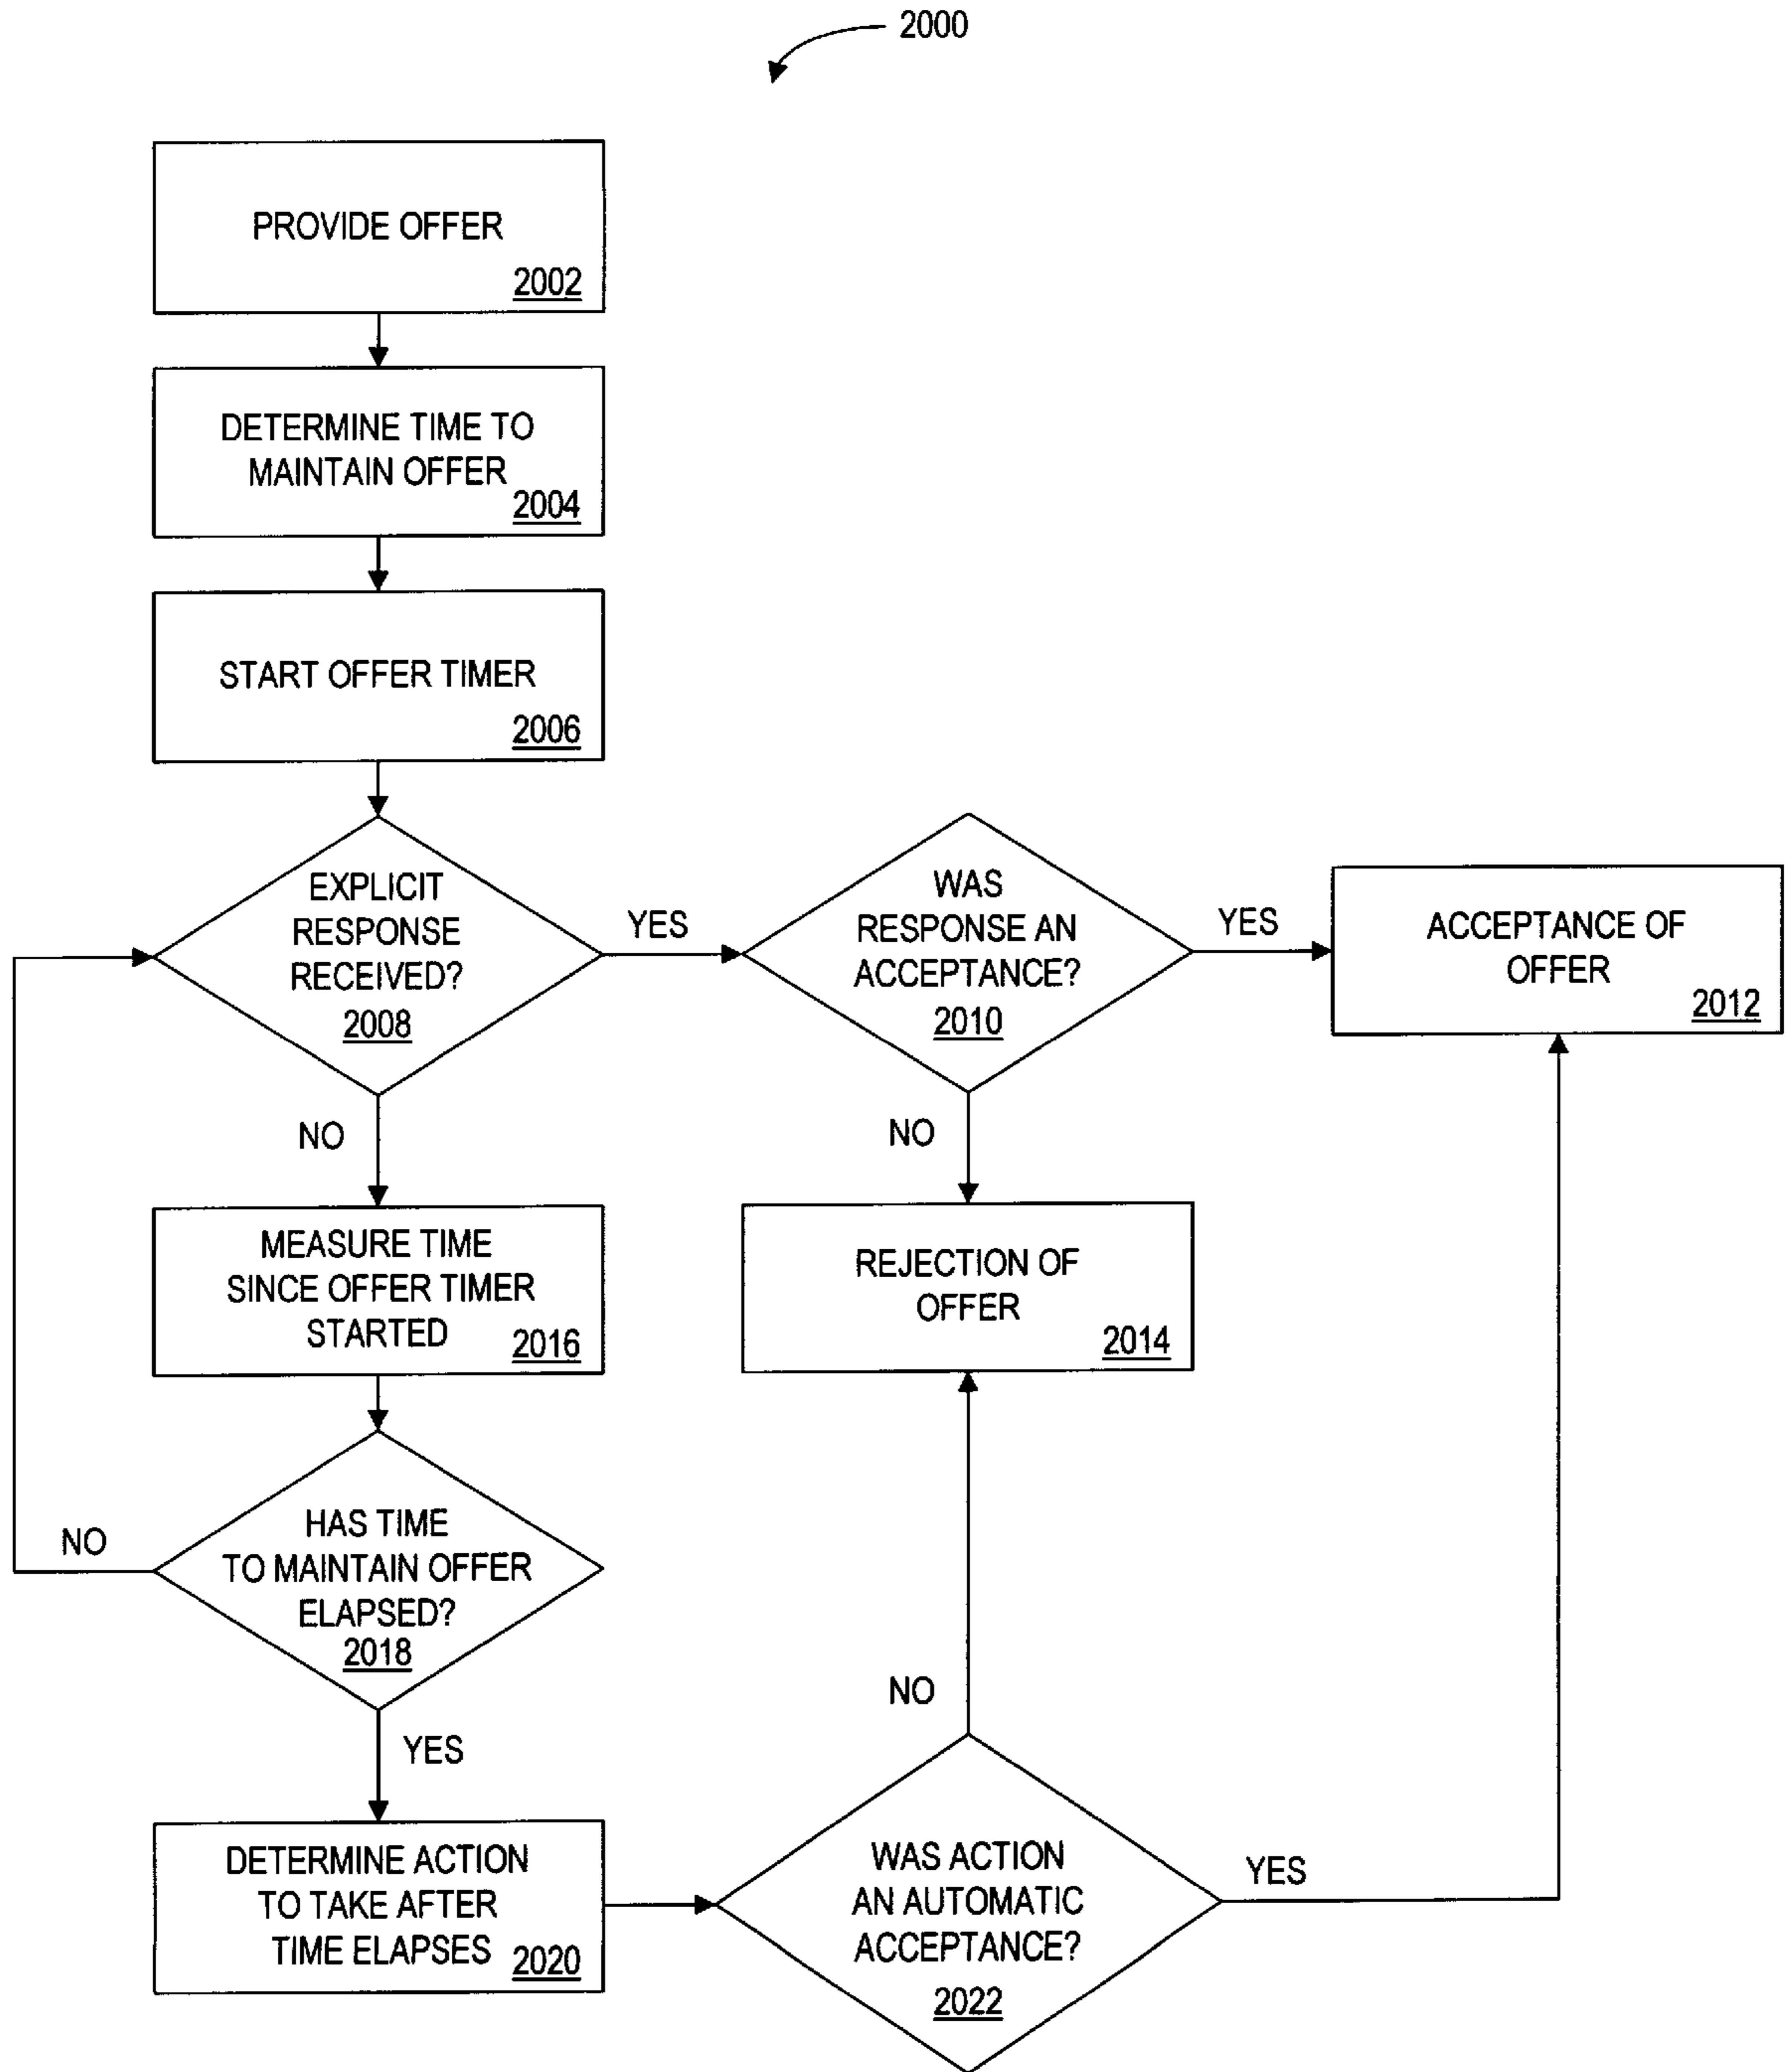 2000
PROVIDE OFFER
2002
DETERMINE TIME TO
MAINTAIN OFFER
2004
START OFFER TIMER
2006
EXPLICIT
RESPONSE
RECEIVED?
2008
YES
WAS
RESPONSE AN
ACCEPTANCE?
2010
YES
ACCEPTANCE OF
OFFER
2012
NO
NO
MEASURE TIME
SINCE OFFER TIMER
STARTED
2016
REJECTION OF
OFFER
2014
NO
HAS TIME
TO MAINTAIN OFFER
ELAPSED?
2018
YES
NO
DETERMINE ACTION
TO TAKE AFTER
TIME ELAPSES
2020
WAS ACTION
AN AUTOMATIC
ACCEPTANCE?
2022
YES